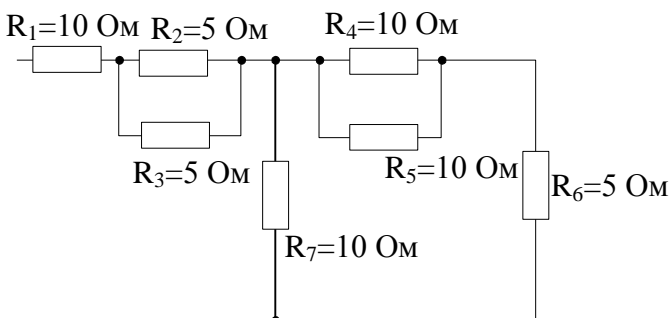 R₁=10 Ом R₂=5 Ом
R₄=10 Ом
R₃=5 Ом
R₅=10 Ом
R₆=5 Ом
R₇=10 Ом